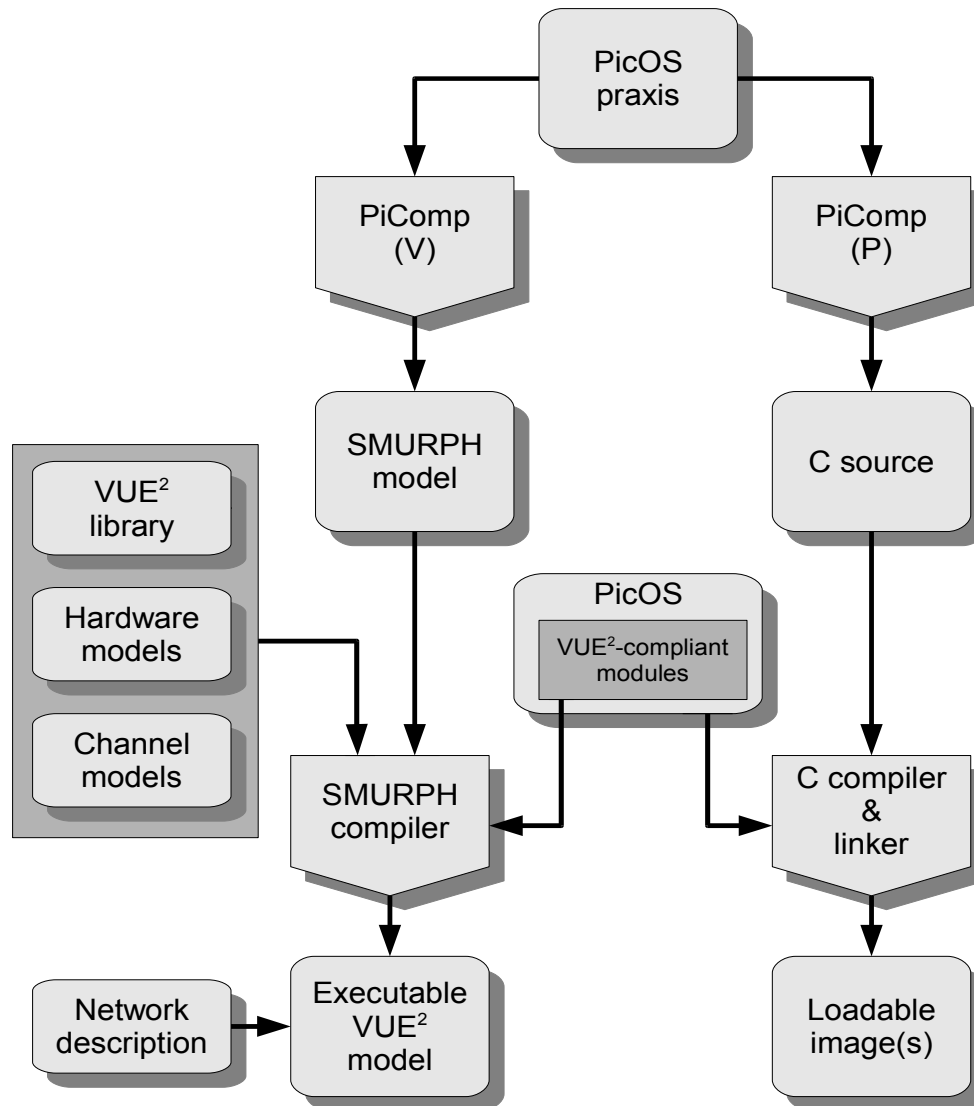 PicOS
praxis
PiComp
(V)
PiComp
(P)
SMURPH
model
C source
VUE²
library
Hardware
models
Channel
models
PicOS
VUE²-compliant
modules
SMURPH
compiler
C compiler
&
linker
Network
description
Executable
VUE²
model
Loadable
image(s)